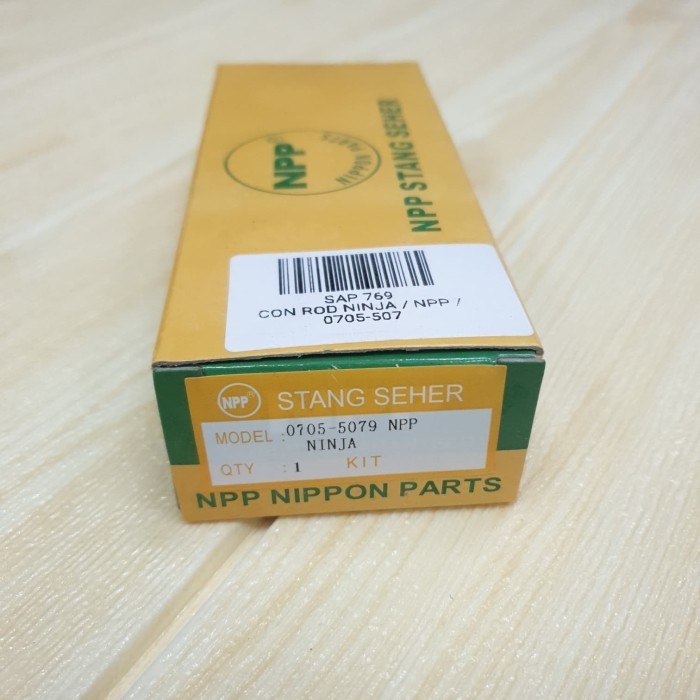 NPP
NIPPON PARTS
NPP STANG SEHER
SAP 769
CON ROD NINJA / NPP /
0705-507
NPP STANG SEHER
MODEL : 0705-5079 NPP
NINJA
QTY : 1 KIT
NPP NIPPON PARTS